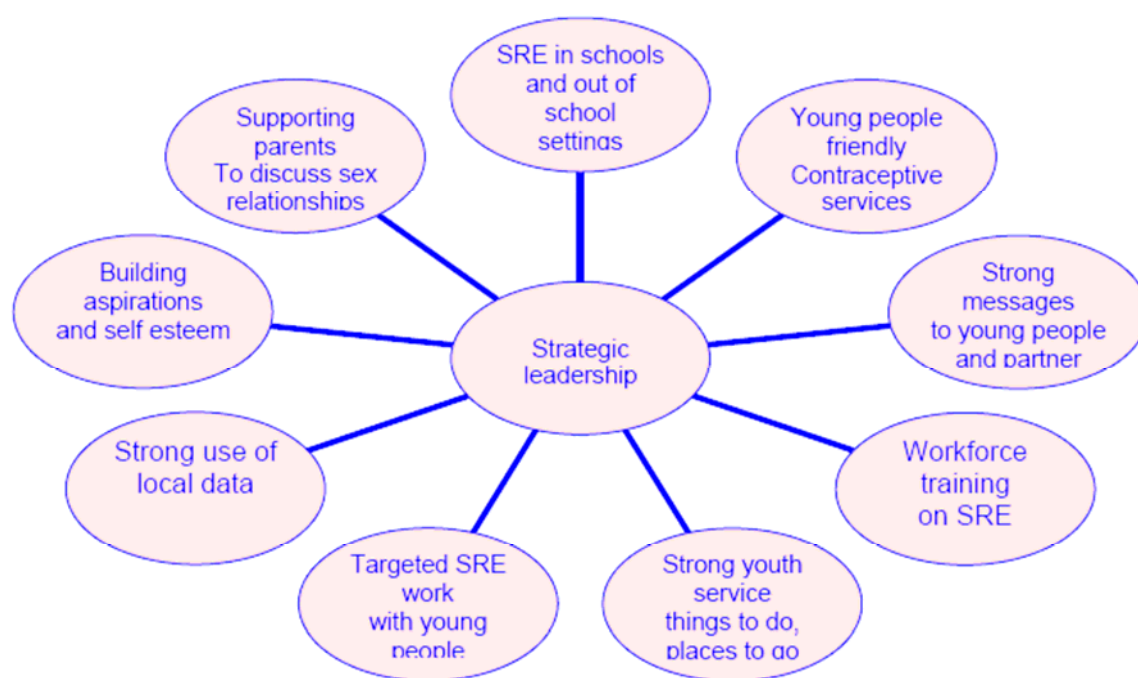 SRE in schools
and out of
school
settings
Supporting
parents
To discuss sex
relationships
Young people
friendly
Contraceptive
services
Building
aspirations
and self esteem
Strong
messages
to young people
and partner
Strategic
leadership
Strong use of
local data
Workforce
training
on SRE
Targeted SRE
work
with young
people
Strong youth
service
things to do,
places to go